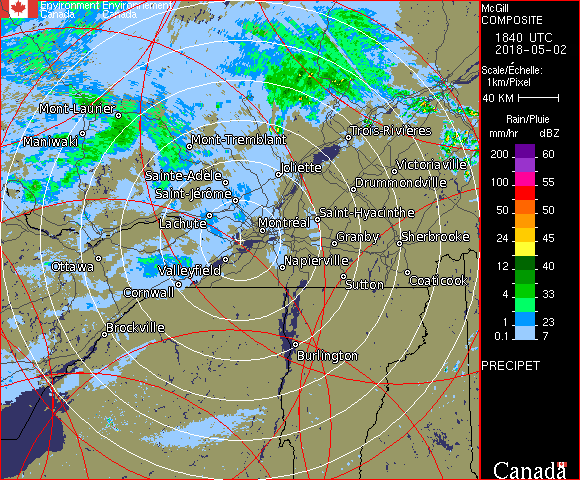 Environment Environnement
Canada Canada
McGill
COMPOSITE
1840 UTC
2018-05-02
Scale/Échelle:
1km/Pixel
40 KM
Rain/Pluie
mm/hr dBZ
200 60
100 55
50 50
24 45
12 40
4 33
1 23
0.1 7
PRECIPET
Canada
Mont-Laurier
Maniwaki
Mont-Tremblant
Trois-Rivières
Joliette
Victoriaville
Sainte-Adèle
Drummondville
Saint-Jérôme
Lachute
Saint-Hyacinthe
Montréal
Granby
Sherbrooke
Ottawa
Valleyfield
Napierville
Cornwall
Sutton
Coaticook
Brockville
Burlington